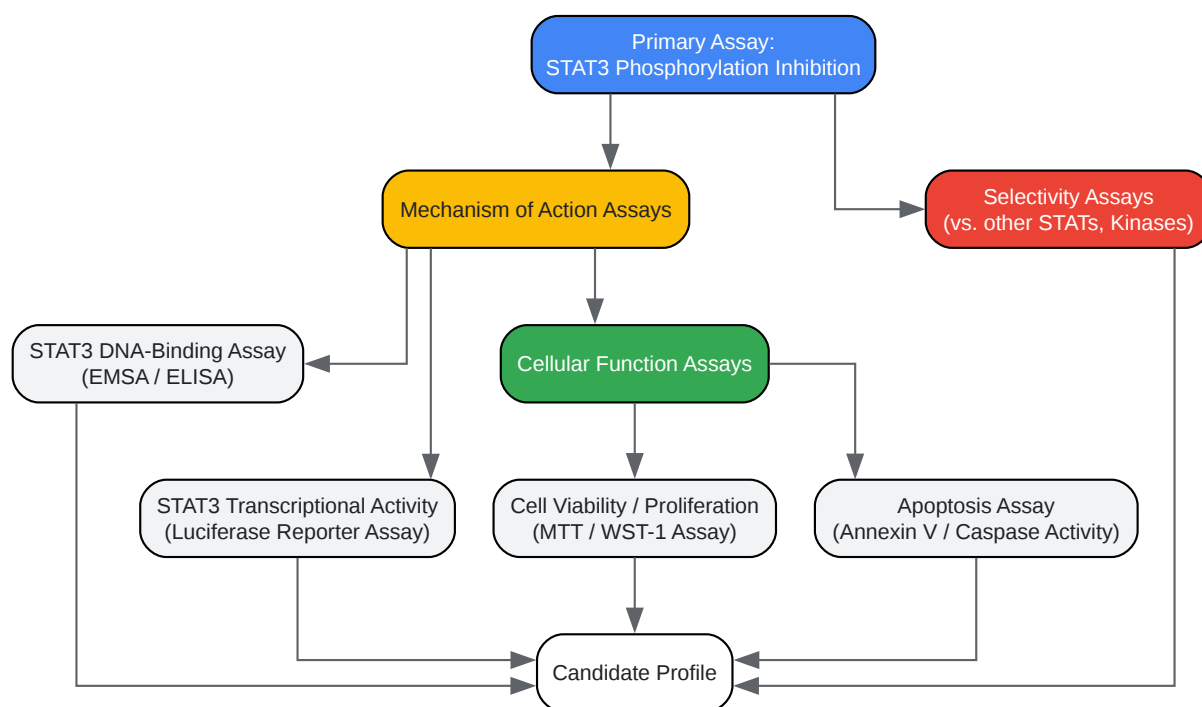 Primary Assay:
STAT3 Phosphorylation Inhibition
Mechanism of Action Assays
Selectivity Assays
(vs. other STATs, Kinases)
STAT3 DNA-Binding Assay
(EMSA / ELISA)
Cellular Function Assays
STAT3 Transcriptional Activity
(Luciferase Reporter Assay)
Cell Viability / Proliferation
(MTT / WST-1 Assay)
Apoptosis Assay
(Annexin V / Caspase Activity)
Candidate Profile